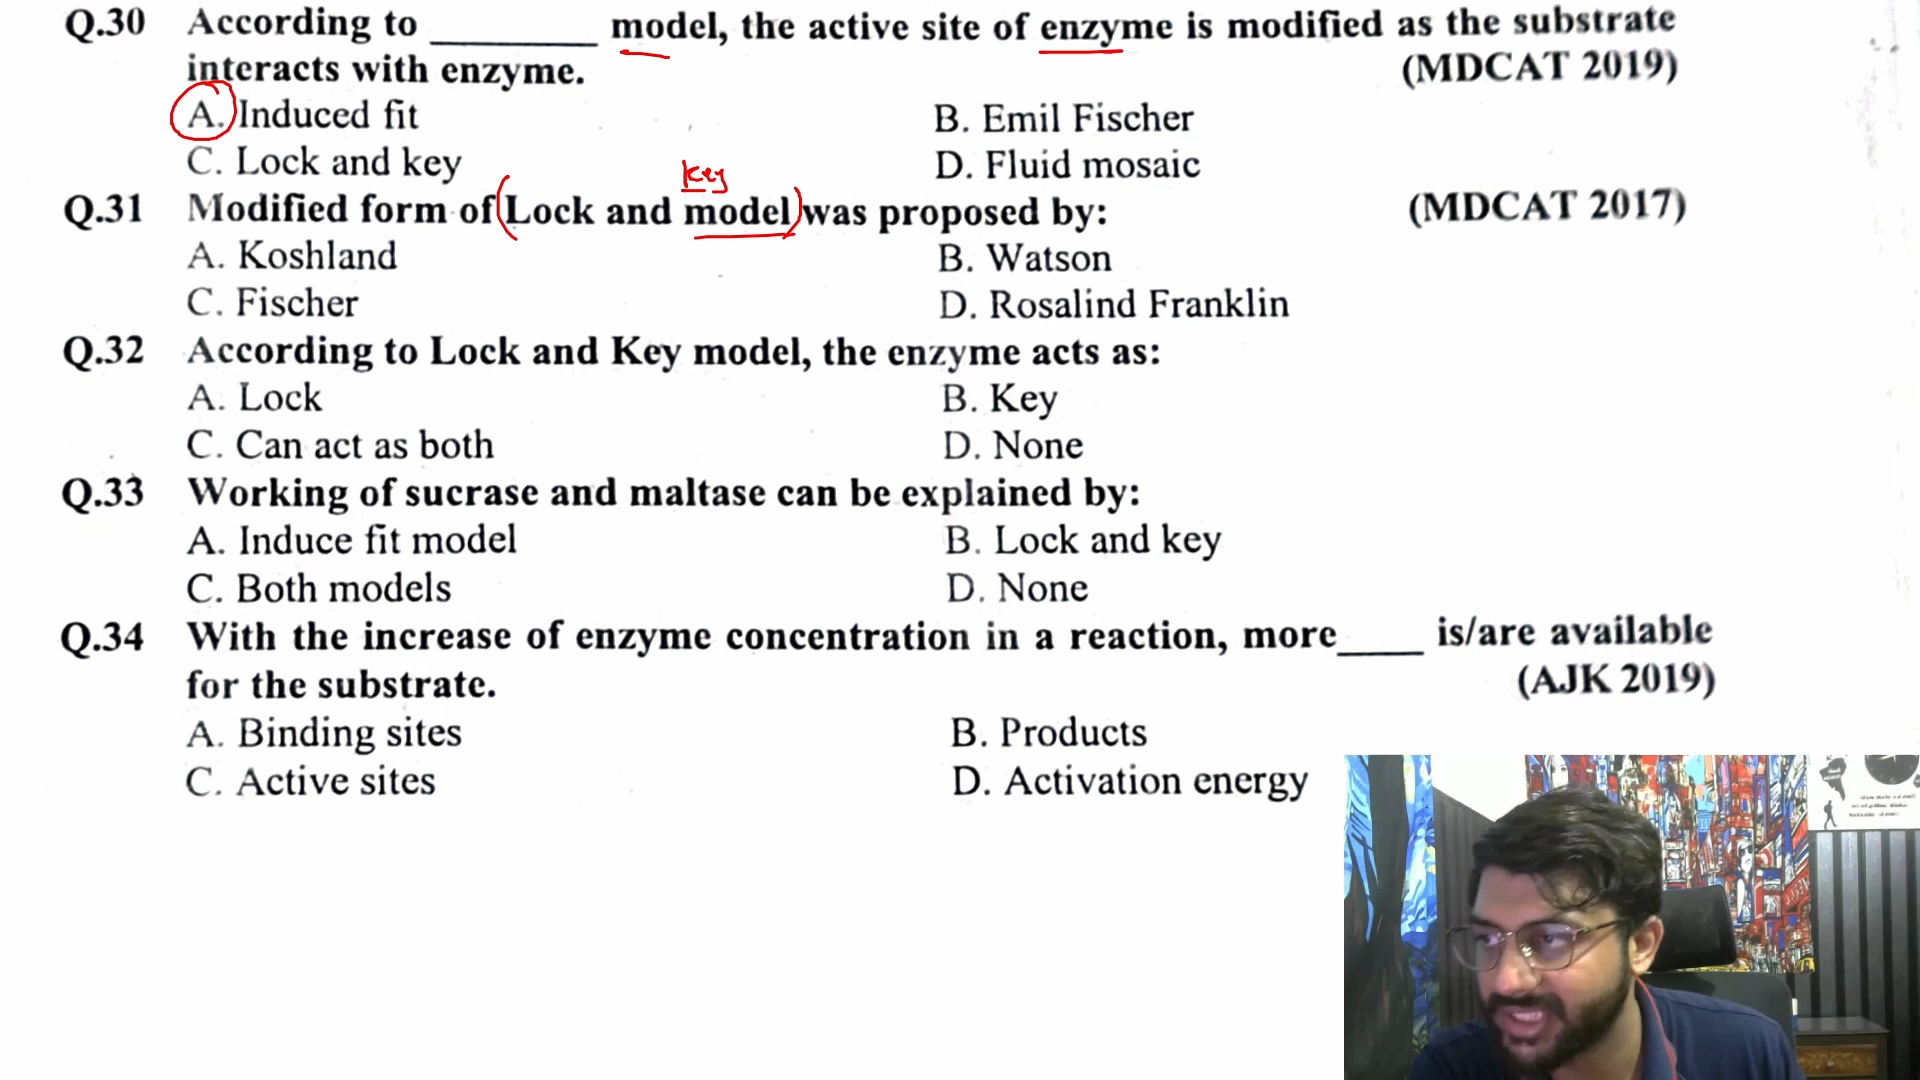 Q.30 According to ________ model, the active site of enzyme is modified as the substrate
interacts with enzyme. (MDCAT 2019)
A. Induced fit B. Emil Fischer
C. Lock and key D. Fluid mosaic
key
Q.31 Modified form of (Lock and model) was proposed by: (MDCAT 2017)
A. Koshland B. Watson
C. Fischer D. Rosalind Franklin
Q.32 According to Lock and Key model, the enzyme acts as:
A. Lock B. Key
C. Can act as both D. None
Q.33 Working of sucrase and maltase can be explained by:
A. Induce fit model B. Lock and key
C. Both models D. None
Q.34 With the increase of enzyme concentration in a reaction, more____ is/are available
for the substrate. (AJK 2019)
A. Binding sites B. Products
C. Active sites D. Activation energy